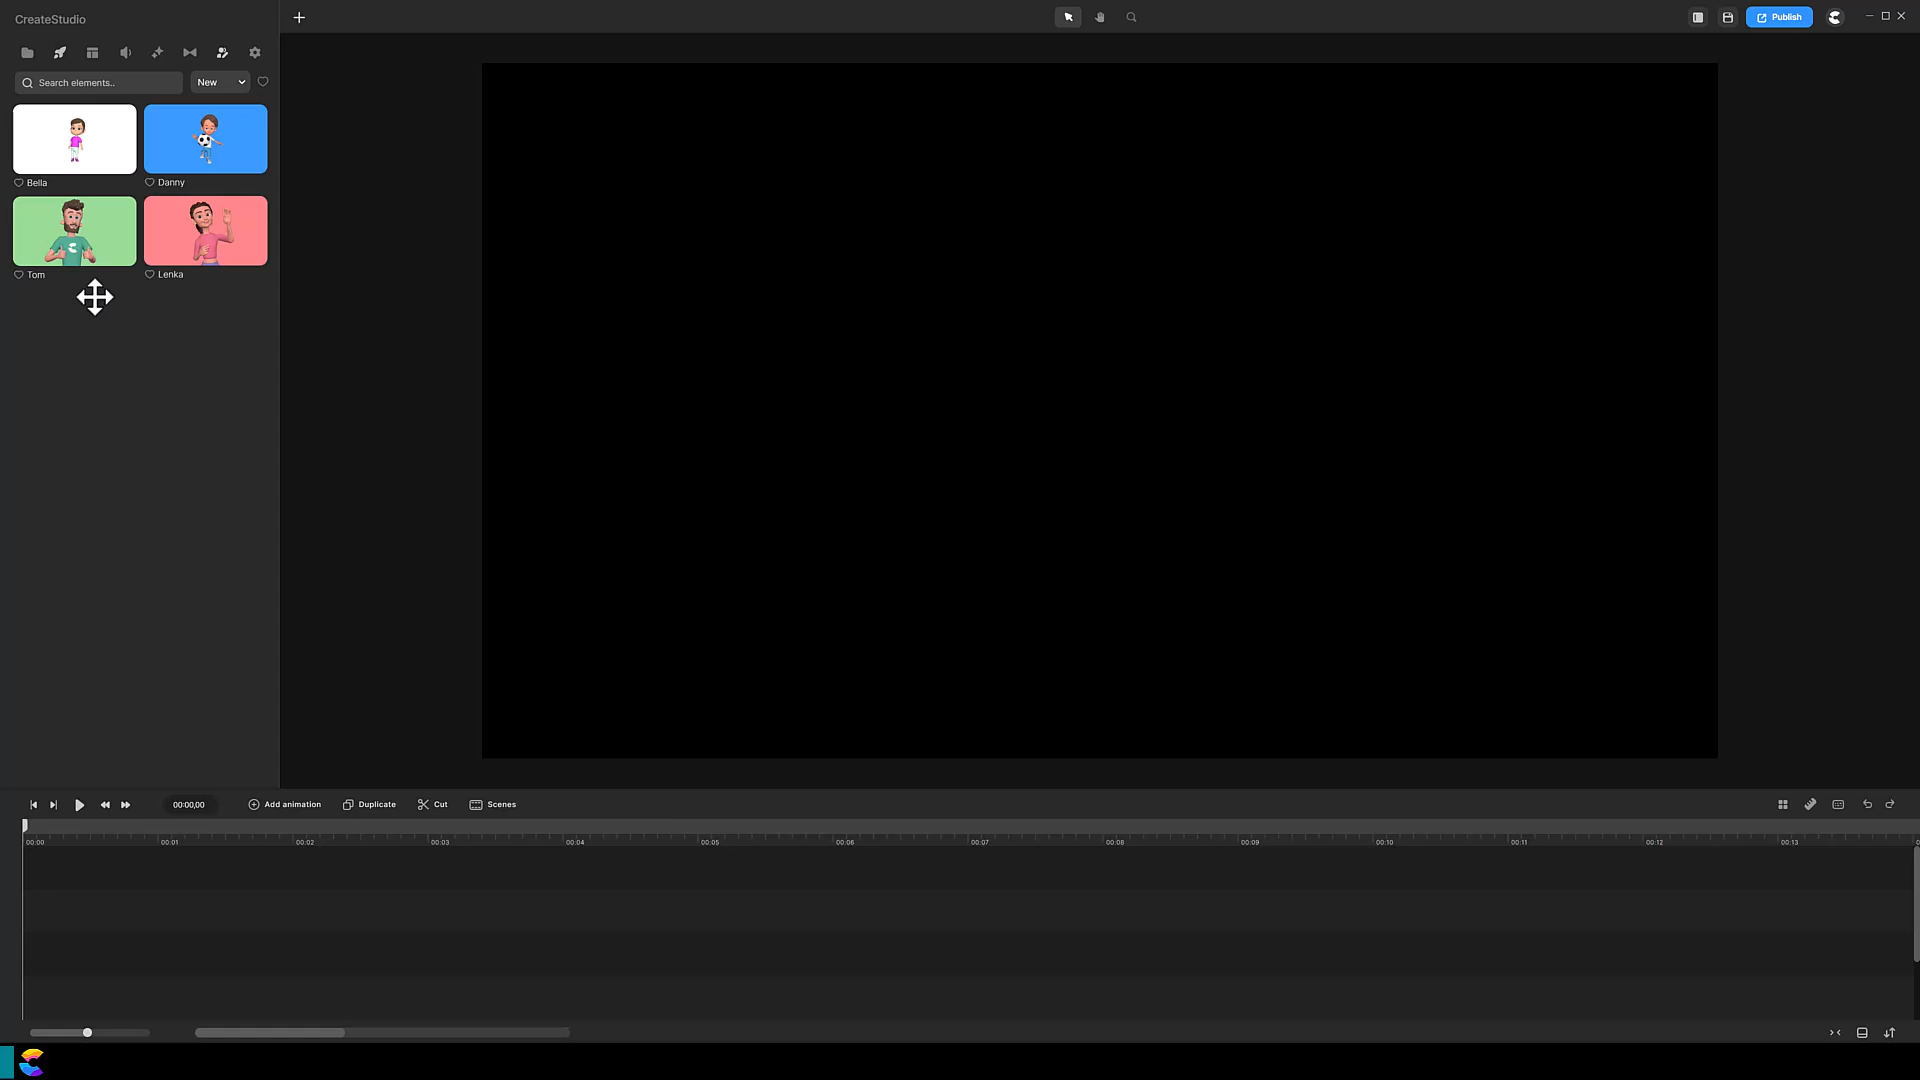 CreateStudio
Publish
Search elements..
New
Bella
Danny
Tom
Lenka
00:00,00
Add animation
Duplicate
Cut
Scenes
00:00 00:01 00:02 00:03 00:04 00:05 00:06 00:07 00:08 00:09 00:10 00:11 00:12 00:13